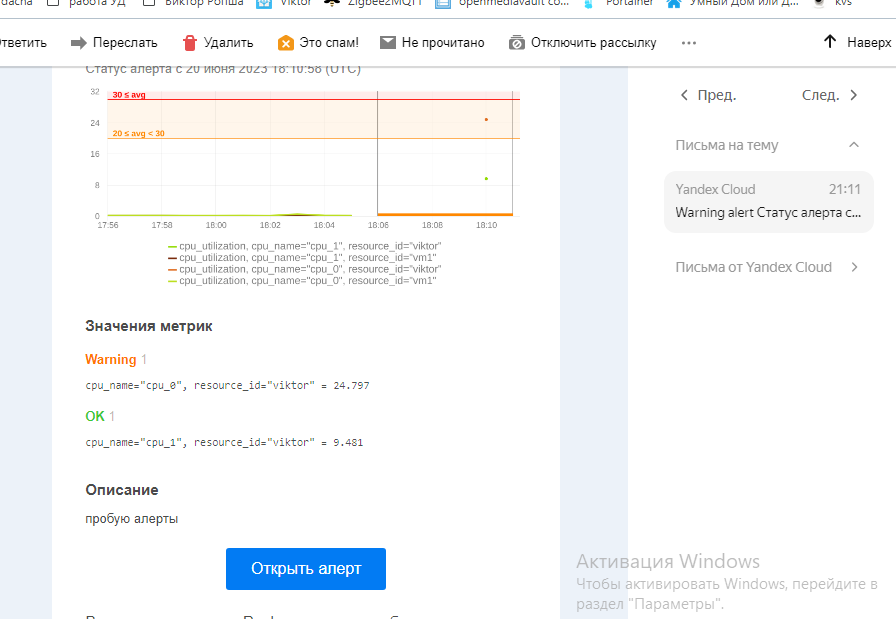 dacha работа УД Виктор Ропша Viktor Zigbee2MQTT openmediavault co... Portainer Умный Дом или Д... kvs
тветить Переслать Удалить Это спам! Не прочитано Отключить рассылку ... Наверх
Статус алерта с 20 июня 2023 18:10:58 (UTC)
32
30 ≤ avg
24
20 ≤ avg < 30
16
8
0
17:56 17:58 18:00 18:02 18:04 18:06 18:08 18:10
cpu_utilization, cpu_name="cpu_1", resource_id="viktor"
cpu_utilization, cpu_name="cpu_1", resource_id="vm1"
cpu_utilization, cpu_name="cpu_0", resource_id="viktor"
cpu_utilization, cpu_name="cpu_0", resource_id="vm1"
Значения метрик
Warning 1
cpu_name="cpu_0", resource_id="viktor" = 24.797
OK 1
cpu_name="cpu_1", resource_id="viktor" = 9.481
Описание
пробую алерты
Открыть алерт
Пред. След.
Письма на тему
Yandex Cloud 21:11
Warning alert Статус алерта с...
Письма от Yandex Cloud
Активация Windows
Чтобы активировать Windows, перейдите в
раздел "Параметры".